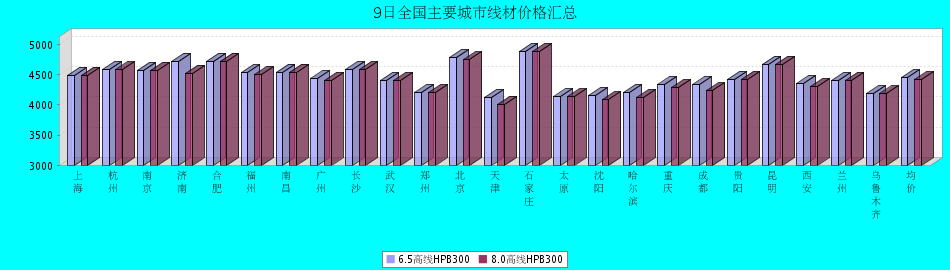 9日全国主要城市线材价格汇总
5000
4500
4000
3500
3000
上海
杭州
南京
济南
合肥
福州
南昌
广州
长沙
武汉
郑州
北京
天津
石家庄
太原
沈阳
哈尔滨
重庆
成都
贵阳
昆明
西安
兰州
乌鲁木齐
均价
6.5高线HPB300
8.0高线HPB300